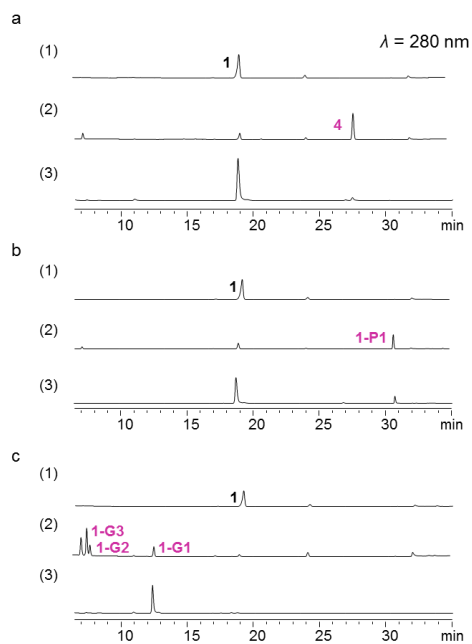 a
λ = 280 nm
(1)
1
(2)
4
(3)
10 15 20 25 30 min
b
(1)
1
(2)
1-P1
(3)
10 15 20 25 30 min
c
(1)
1
(2)
1-G3
1-G2 1-G1
(3)
10 15 20 25 30 min